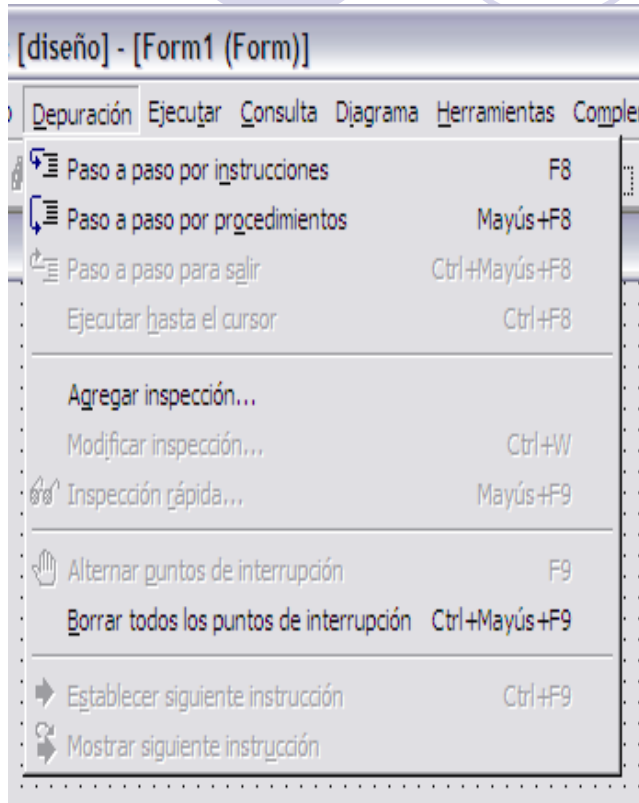 [diseño] - [Form1 (Form)]
Depuración Ejecutar Consulta Diagrama Herramientas
Paso a paso por instrucciones F8
Paso a paso por procedimientos Mayús+F8
Paso a paso para salir Ctrl+Mayús+F8
Ejecutar hasta el cursor Ctrl+F8
Agregar inspección...
Modificar inspección... Ctrl+W
Inspección rápida... Mayús+F9
Alternar puntos de interrupción F9
Borrar todos los puntos de interrupción Ctrl+Mayús+F9
Establecer siguiente instrucción Ctrl+F9
Mostrar siguiente instrucción